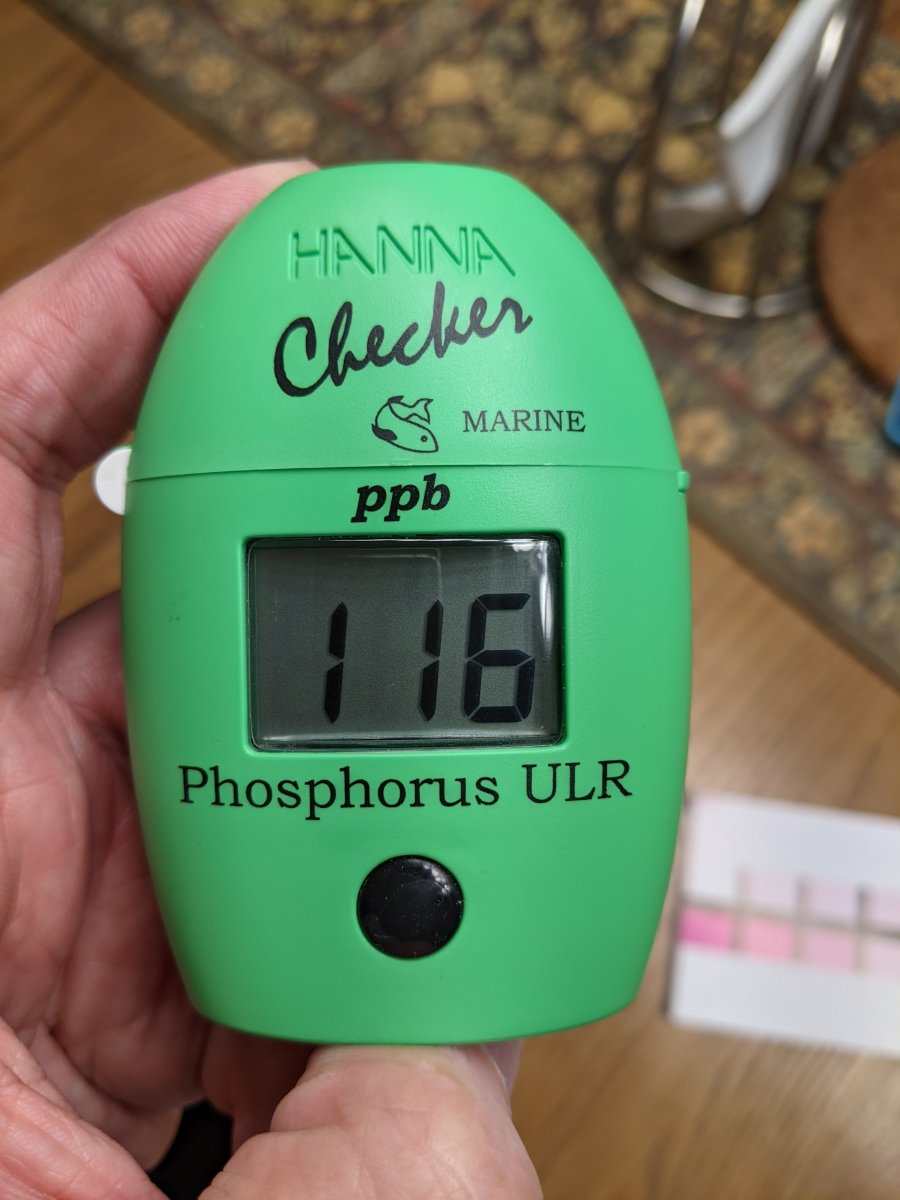 HANNA
Checker
MARINE
ppb
116
Phosphorus ULR